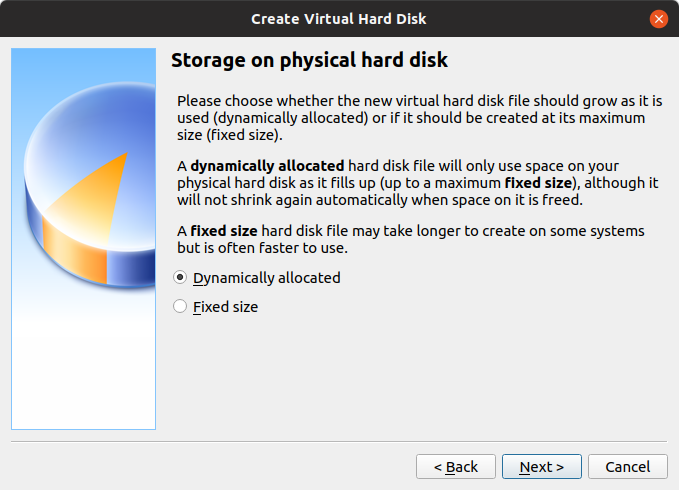 Create Virtual Hard Disk
Storage on physical hard disk
Please choose whether the new virtual hard disk file should grow as it is
used (dynamically allocated) or if it should be created at its maximum
size (fixed size).
A dynamically allocated hard disk file will only use space on your
physical hard disk as it fills up (up to a maximum fixed size), although it
will not shrink again automatically when space on it is freed.
A fixed size hard disk file may take longer to create on some systems
but is often faster to use.
Dynamically allocated
Fixed size
< Back
Next >
Cancel